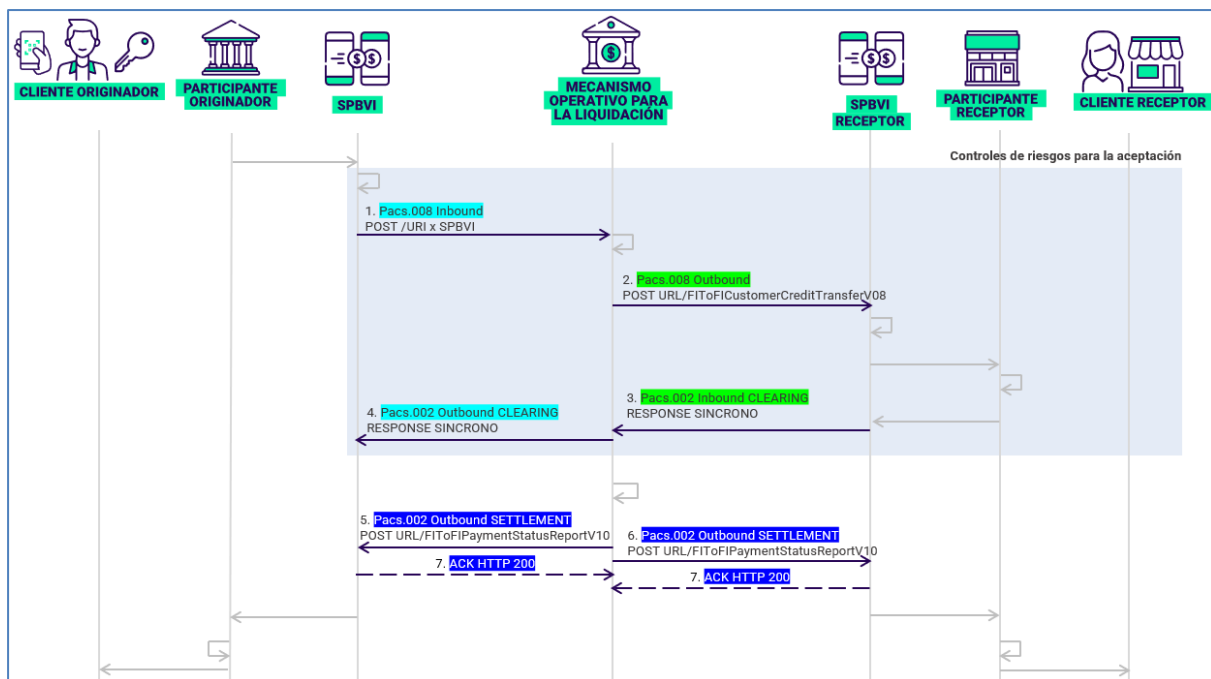 CLIENTE ORIGINADOR
PARTICIPANTE
ORIGINADOR
SPBVI
MECANISMO
OPERATIVO PARA
LA LIQUIDACIÓN
SPBVI
RECEPTOR
PARTICIPANTE
RECEPTOR
CLIENTE RECEPTOR
Controles de riesgos para la aceptación
1. Pacs.008 Inbound
POST /URI x SPBVI
2. Pacs.008 Outbound
POST URL/FIToFICustomerCreditTransferV08
3. Pacs.002 Inbound CLEARING
RESPONSE SINCRONO
4. Pacs.002 Outbound CLEARING
RESPONSE SINCRONO
5. Pacs.002 Outbound SETTLEMENT
POST URL/FIToFIPaymentStatusReportV10
6. Pacs.002 Outbound SETTLEMENT
POST URL/FIToFIPaymentStatusReportV10
7. ACK HTTP 200
7. ACK HTTP 200